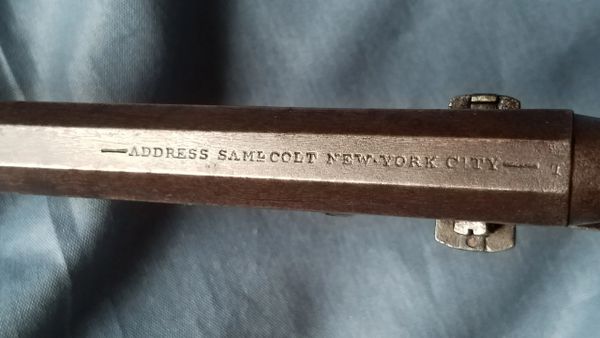 —ADDRESS SAMˡ COLT NEW-YORK CITY—